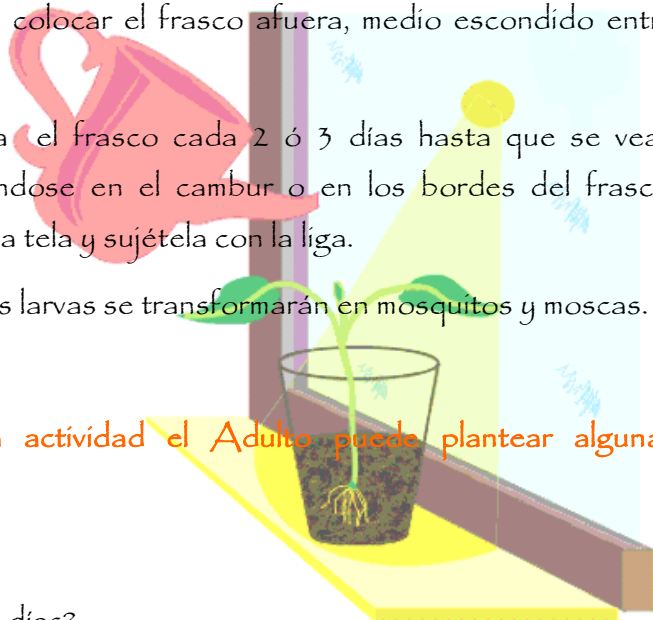 colocar el frasco afuera, medio escondido entr
a el frasco cada 2 ó 3 días hasta que se vea
ndose en el cambur o en los bordes del frasc
a tela y sujétela con la liga.
s larvas se transformarán en mosquitos y moscas.
actividad el Adulto puede plantear alguna
días?